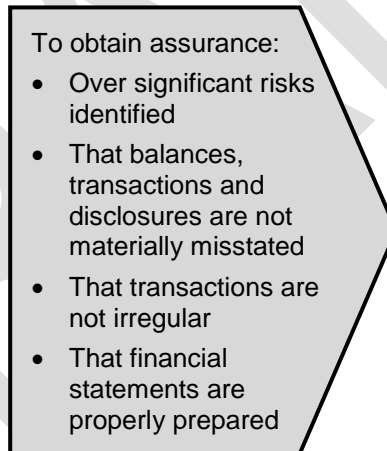 To obtain assurance:
• Over significant risks
identified
• That balances,
transactions and
disclosures are not
materially misstated
• That transactions are
not irregular
• That financial
statements are
properly prepared